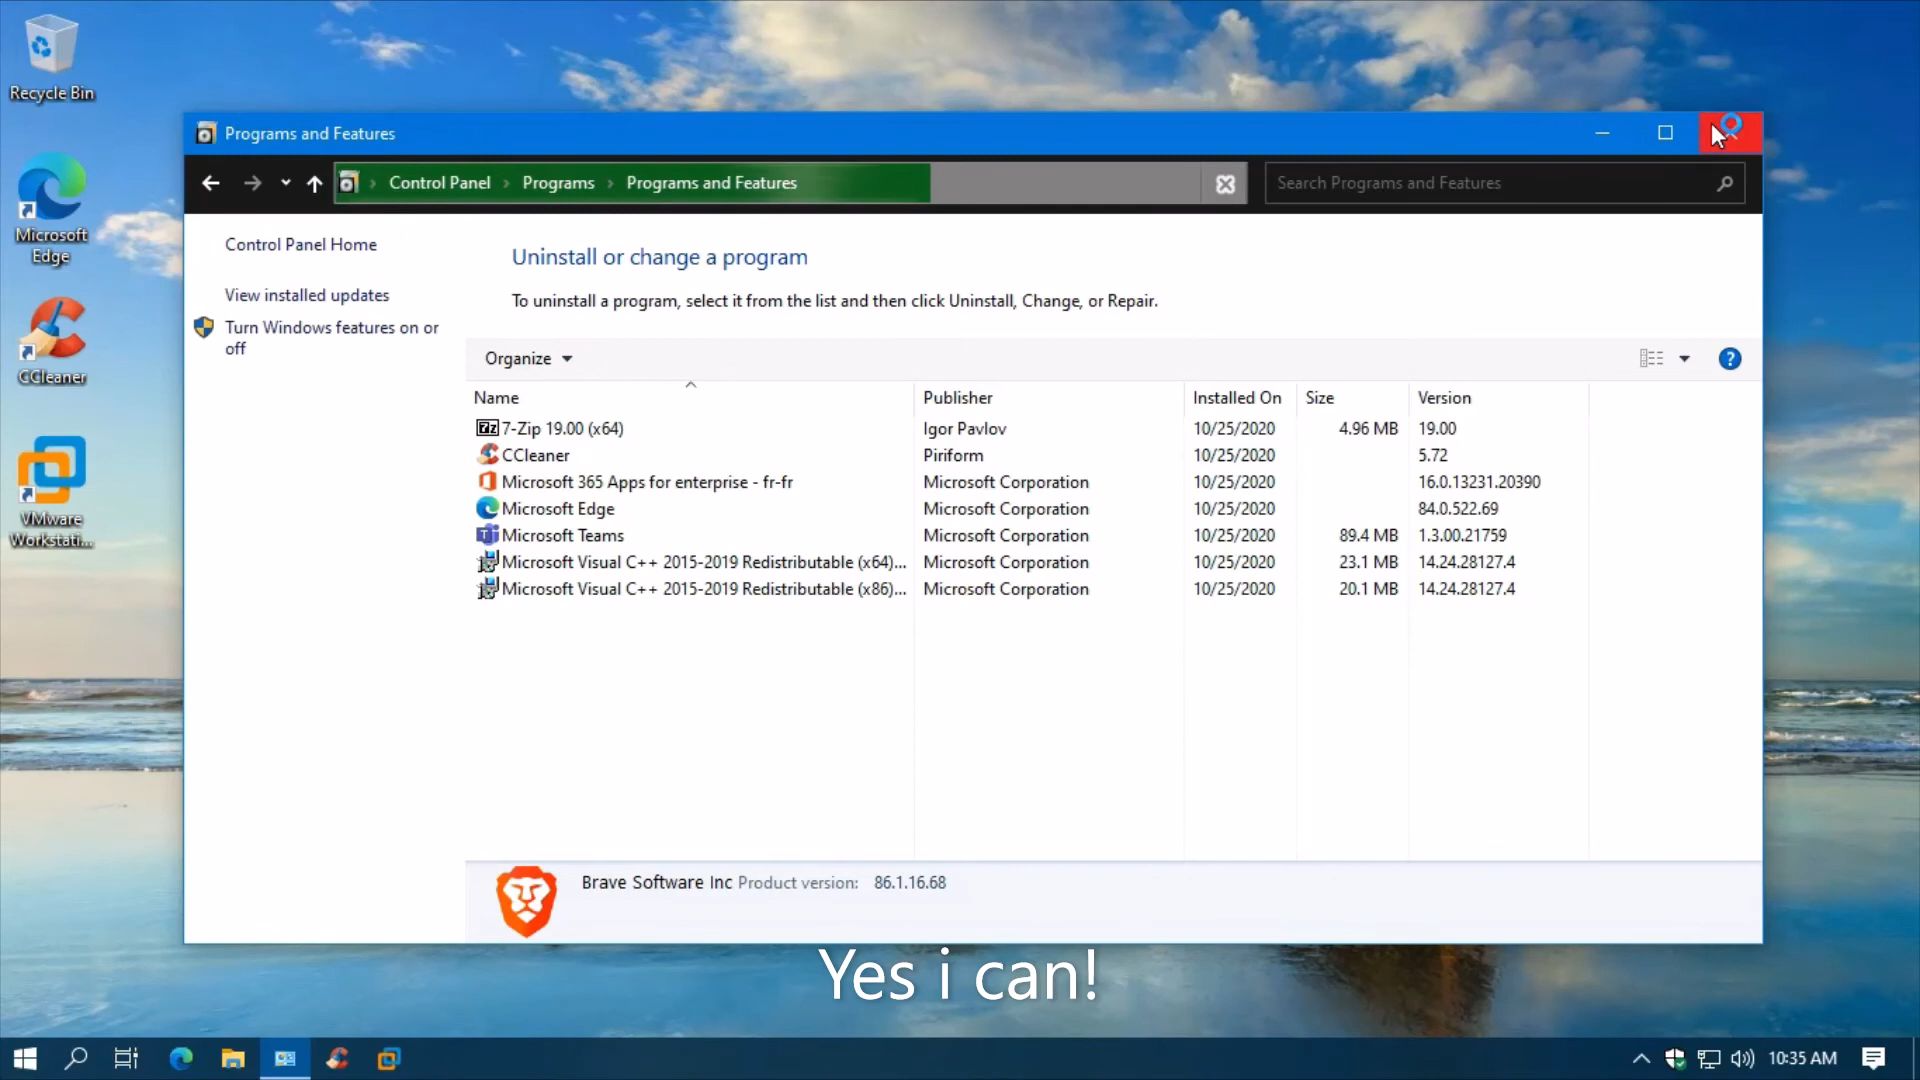 Recycle Bin
Microsoft
Edge
CCleaner
VMware
Workstati...
Programs and Features
Control Panel > Programs > Programs and Features
Search Programs and Features
Control Panel Home
View installed updates
Turn Windows features on or
off
Uninstall or change a program
To uninstall a program, select it from the list and then click Uninstall, Change, or Repair.
Organize
Name Publisher Installed On Size Version
7-Zip 19.00 (x64) Igor Pavlov 10/25/2020 4.96 MB 19.00
CCleaner Piriform 10/25/2020 5.72
Microsoft 365 Apps for enterprise - fr-fr Microsoft Corporation 10/25/2020 16.0.13231.20390
Microsoft Edge Microsoft Corporation 10/25/2020 84.0.522.69
Microsoft Teams Microsoft Corporation 10/25/2020 89.4 MB 1.3.00.21759
Microsoft Visual C++ 2015-2019 Redistributable (x64)... Microsoft Corporation 10/25/2020 23.1 MB 14.24.28127.4
Microsoft Visual C++ 2015-2019 Redistributable (x86)... Microsoft Corporation 10/25/2020 20.1 MB 14.24.28127.4
Brave Software Inc Product version: 86.1.16.68
Yes i can!
10:35 AM